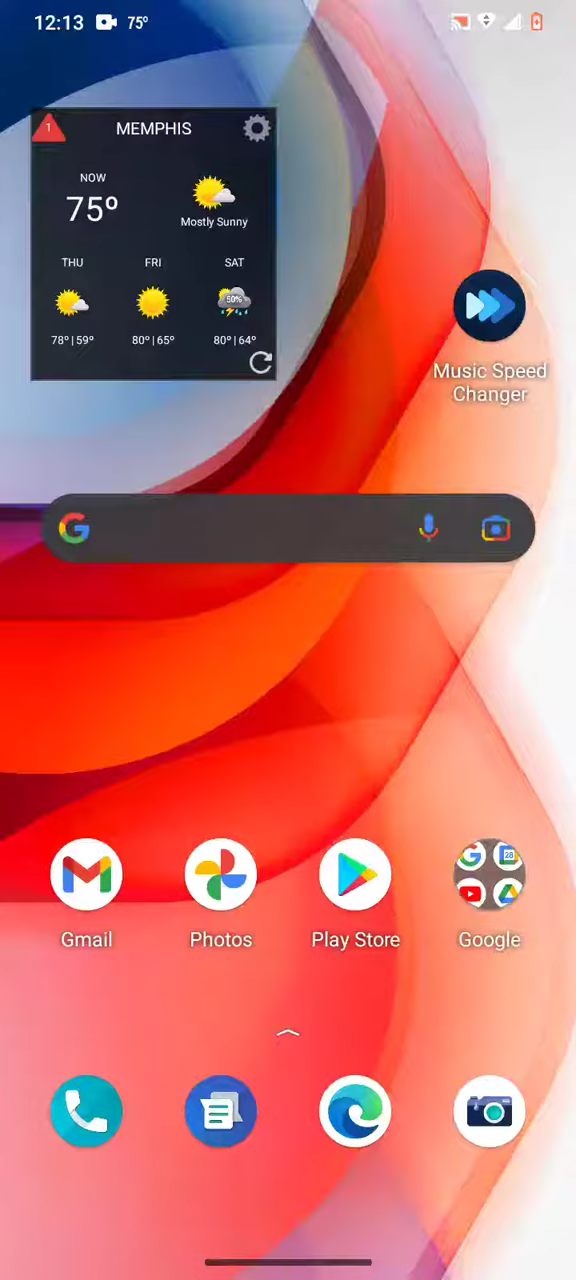 12:13 75°
1 MEMPHIS
NOW
75°
Mostly Sunny
THU FRI SAT
50%
78° | 59° 80° | 65° 80° | 64°
Music Speed
Changer
G
28
Gmail Photos Play Store Google